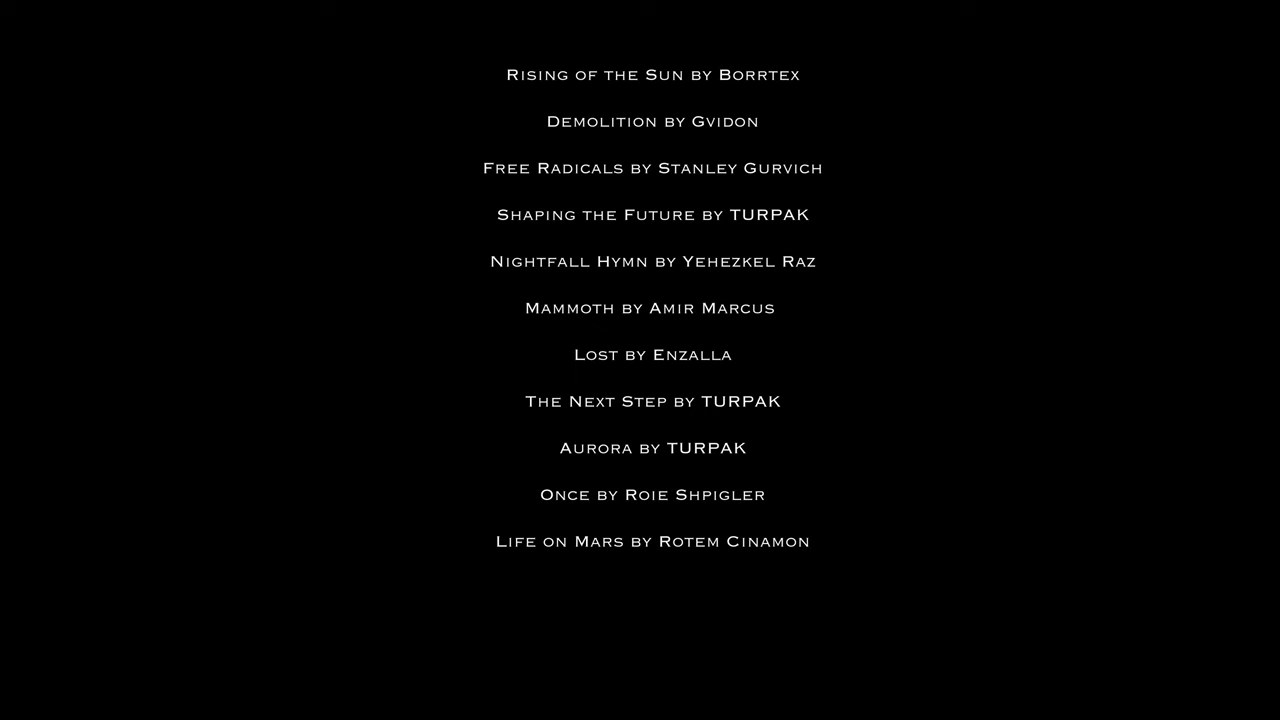 Rising of the Sun by Borrtex
Demolition by Gvidon
Free Radicals by Stanley Gurvich
Shaping the Future by TURPAK
Nightfall Hymn by Yehezkel Raz
Mammoth by Amir Marcus
Lost by Enzalla
The Next Step by TURPAK
Aurora by TURPAK
Once by Roie Shpigler
Life on Mars by Rotem Cinamon